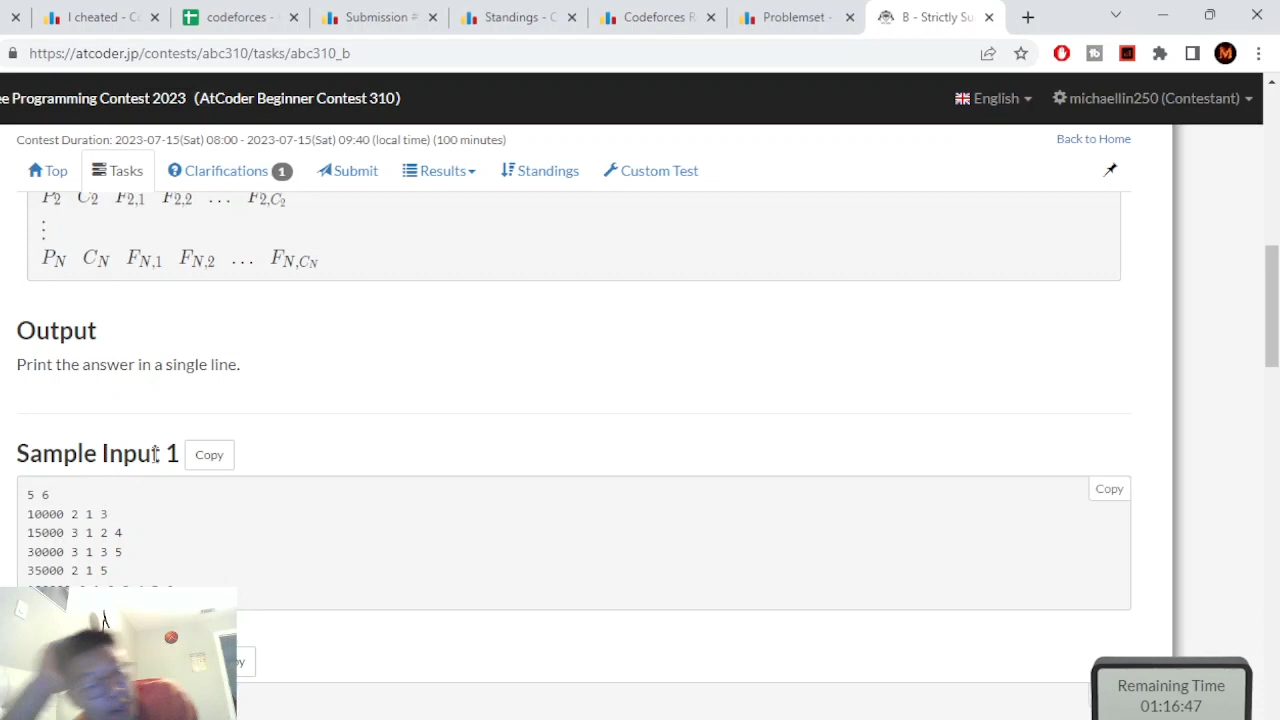 I cheated - Co
codeforces -
Submission #
Standings - C
Codeforces R
Problemset -
B - Strictly Su
https://atcoder.jp/contests/abc310/tasks/abc310_b
M
ee Programming Contest 2023 (AtCoder Beginner Contest 310)
English
michaellin250 (Contestant)
Contest Duration: 2023-07-15(Sat) 08:00 - 2023-07-15(Sat) 09:40 (local time) (100 minutes)
Back to Home
Top
Tasks
Clarifications 1
Submit
Results
Standings
Custom Test
P2 C2 F2,1 F2,2 … F2,C2
⋮
PN CN FN,1 FN,2 … FN,CN
Output
Print the answer in a single line.
Sample Input 1
Copy
Copy
5 6
10000 2 1 3
15000 3 1 2 4
30000 3 1 3 5
35000 2 1 5
Remaining Time
01:16:47